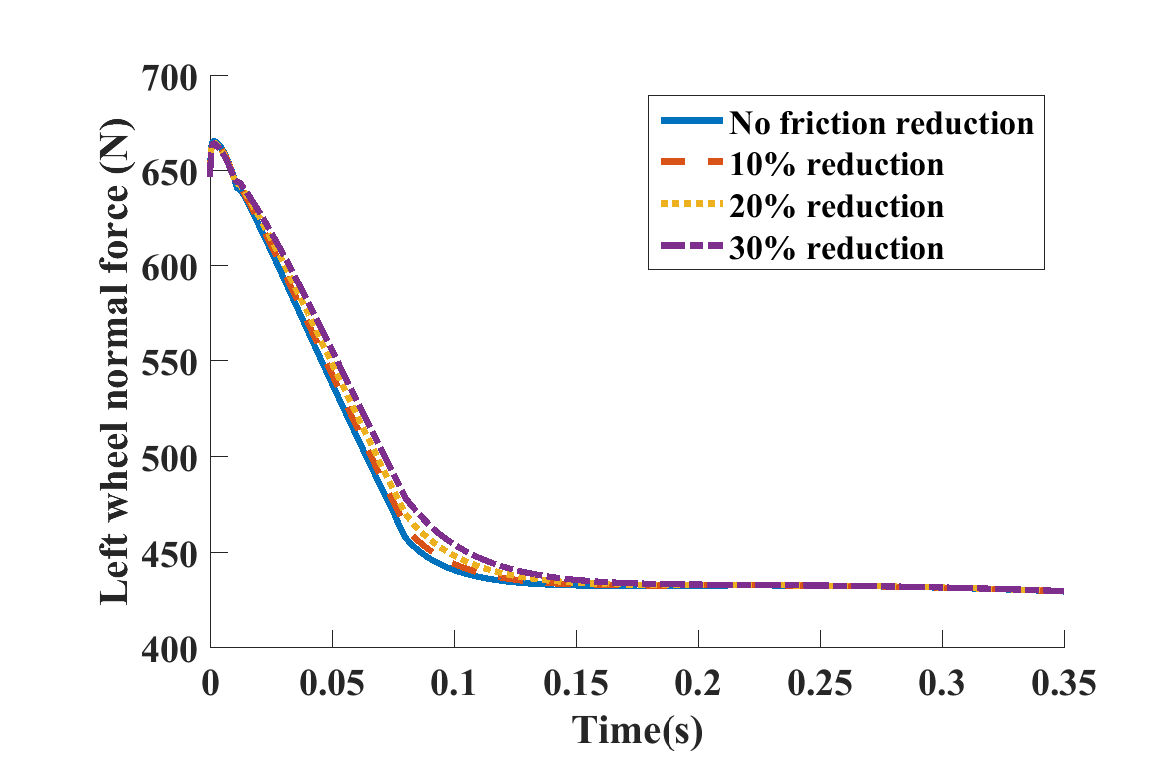 700
650
600
550
500
450
400
Left wheel normal force (N)
No friction reduction
10% reduction
20% reduction
30% reduction
0 0.05 0.1 0.15 0.2 0.25 0.3 0.35
Time(s)